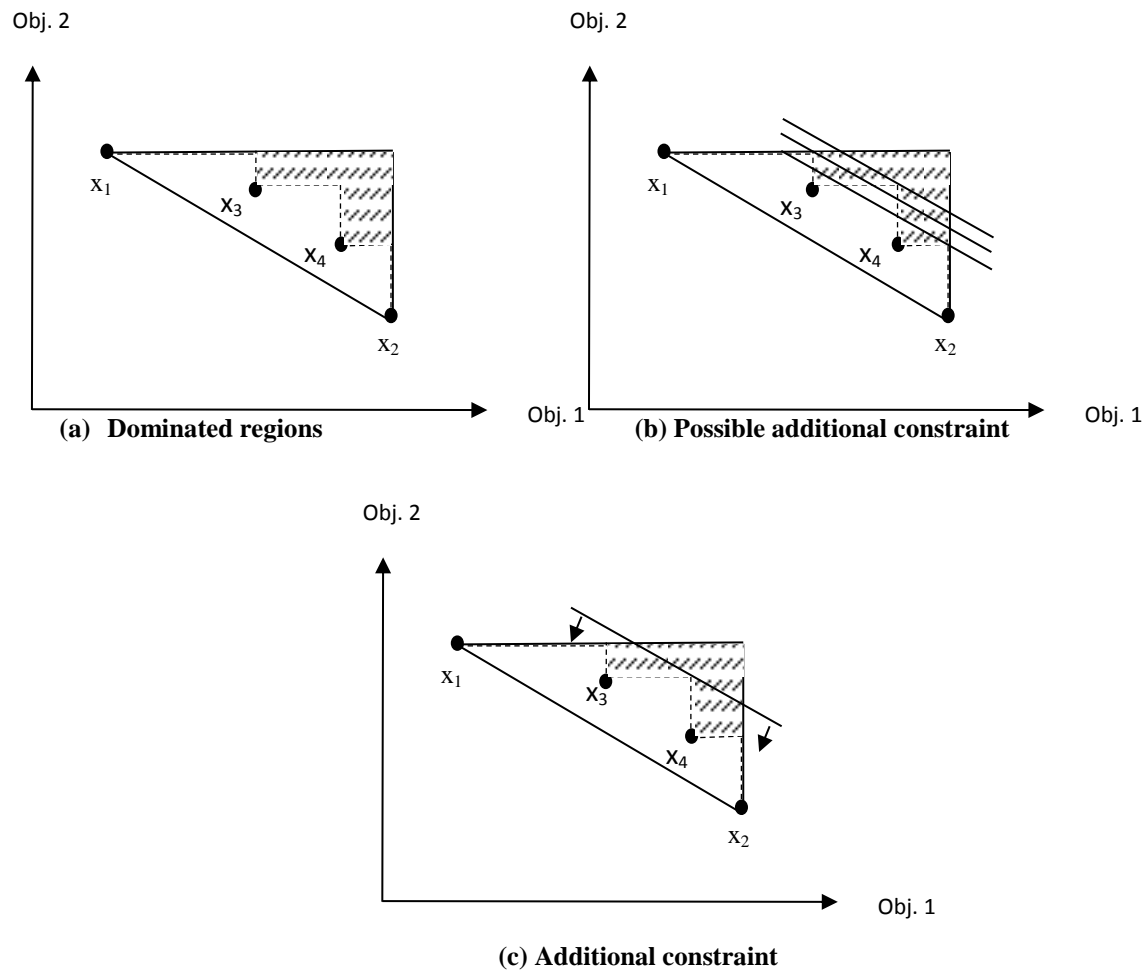 Obj. 2
x₁
x₃
x₄
x₂
Obj. 1
(a) Dominated regions
Obj. 2
x₁
x₃
x₄
x₂
Obj. 1
(b) Possible additional constraint
Obj. 2
x₁
x₃
x₄
x₂
Obj. 1
(c) Additional constraint